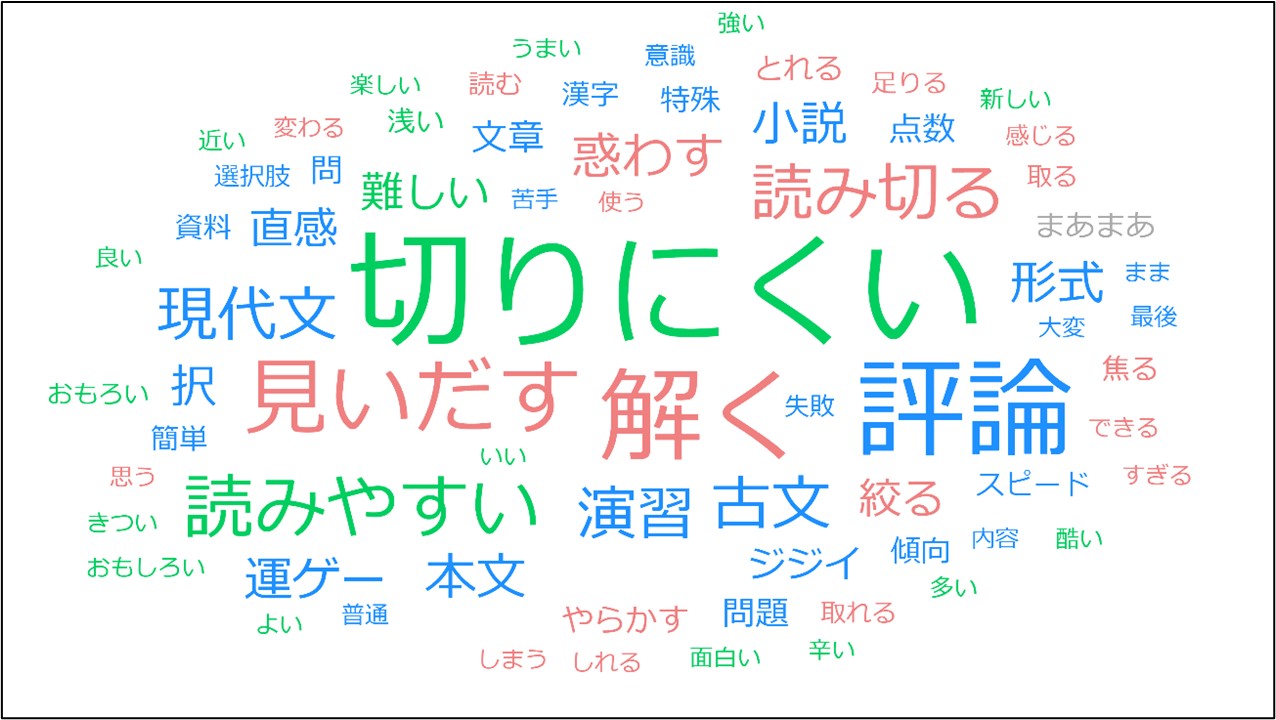 強い
うまい
意識
とれる
楽しい
読む
漢字
特殊
足りる
新しい
浅い
小説
近い
変わる
文章
惑わす
点数
感じる
選択肢
問
難しい
苦手
使う
読み切る
取る
資料
直感
まあまあ
良い
切りにくい
現代文
形式
まま
大変
最後
おもろい
択
見いだす
解く
失敗
評論
焦る
簡単
できる
いい
思う
読みやすい
演習
古文
絞る
スピード
すぎる
きつい
おもしろい
運ゲー
本文
ジジイ
傾向
内容
酷い
多い
よい
普通
やらかす
問題
取れる
しまう
しれる
面白い
辛い